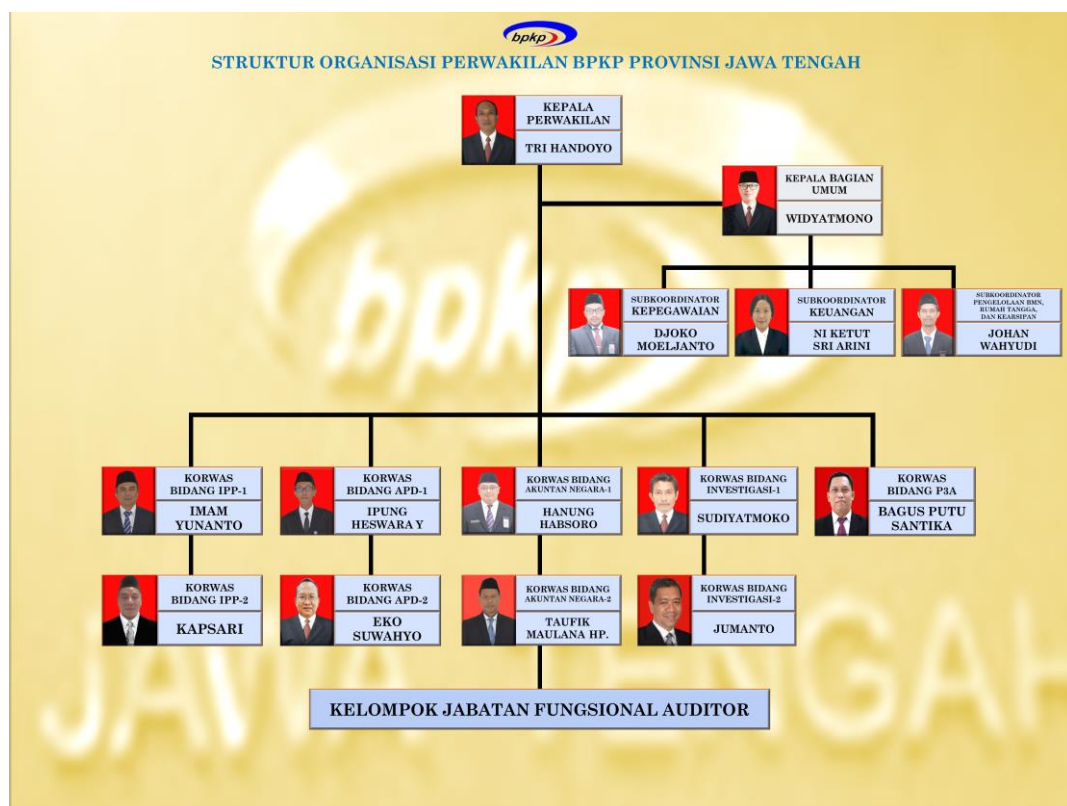 bpkp
STRUKTUR ORGANISASI PERWAKILAN BPKP PROVINSI JAWA TENGAH
KEPALA
PERWAKILAN
TRI HANDOYO
KEPALA BAGIAN
UMUM
WIDYATMONO
SUBKOORDINATOR
KEPEGAWAIAN
DJOKO
MOELJANTO
SUBKOORDINATOR
KEUANGAN
NI KETUT
SRI ARINI
SUBKOORDINATOR
PENGELOLAAN BMN,
RUMAH TANGGA,
DAN KEARSIPAN
JOHAN
WAHYUDI
bpkp
KORWAS
BIDANG IPP-1
IMAM
YUNANTO
KORWAS
BIDANG APD-1
IPUNG
HESWARA Y
KORWAS BIDANG
AKUNTAN NEGARA-1
HANUNG
HABSORO
KORWAS BIDANG
INVESTIGASI-1
SUDIYATMOKO
KORWAS
BIDANG P3A
BAGUS PUTU
SANTIKA
KORWAS
BIDANG IPP-2
KAPSARI
KORWAS
BIDANG APD-2
EKO
SUWAHYO
KORWAS BIDANG
AKUNTAN NEGARA-2
TAUFIK
MAULANA HP.
KORWAS BIDANG
INVESTIGASI-2
JUMANTO
JAWA TENGAH
KELOMPOK JABATAN FUNGSIONAL AUDITOR